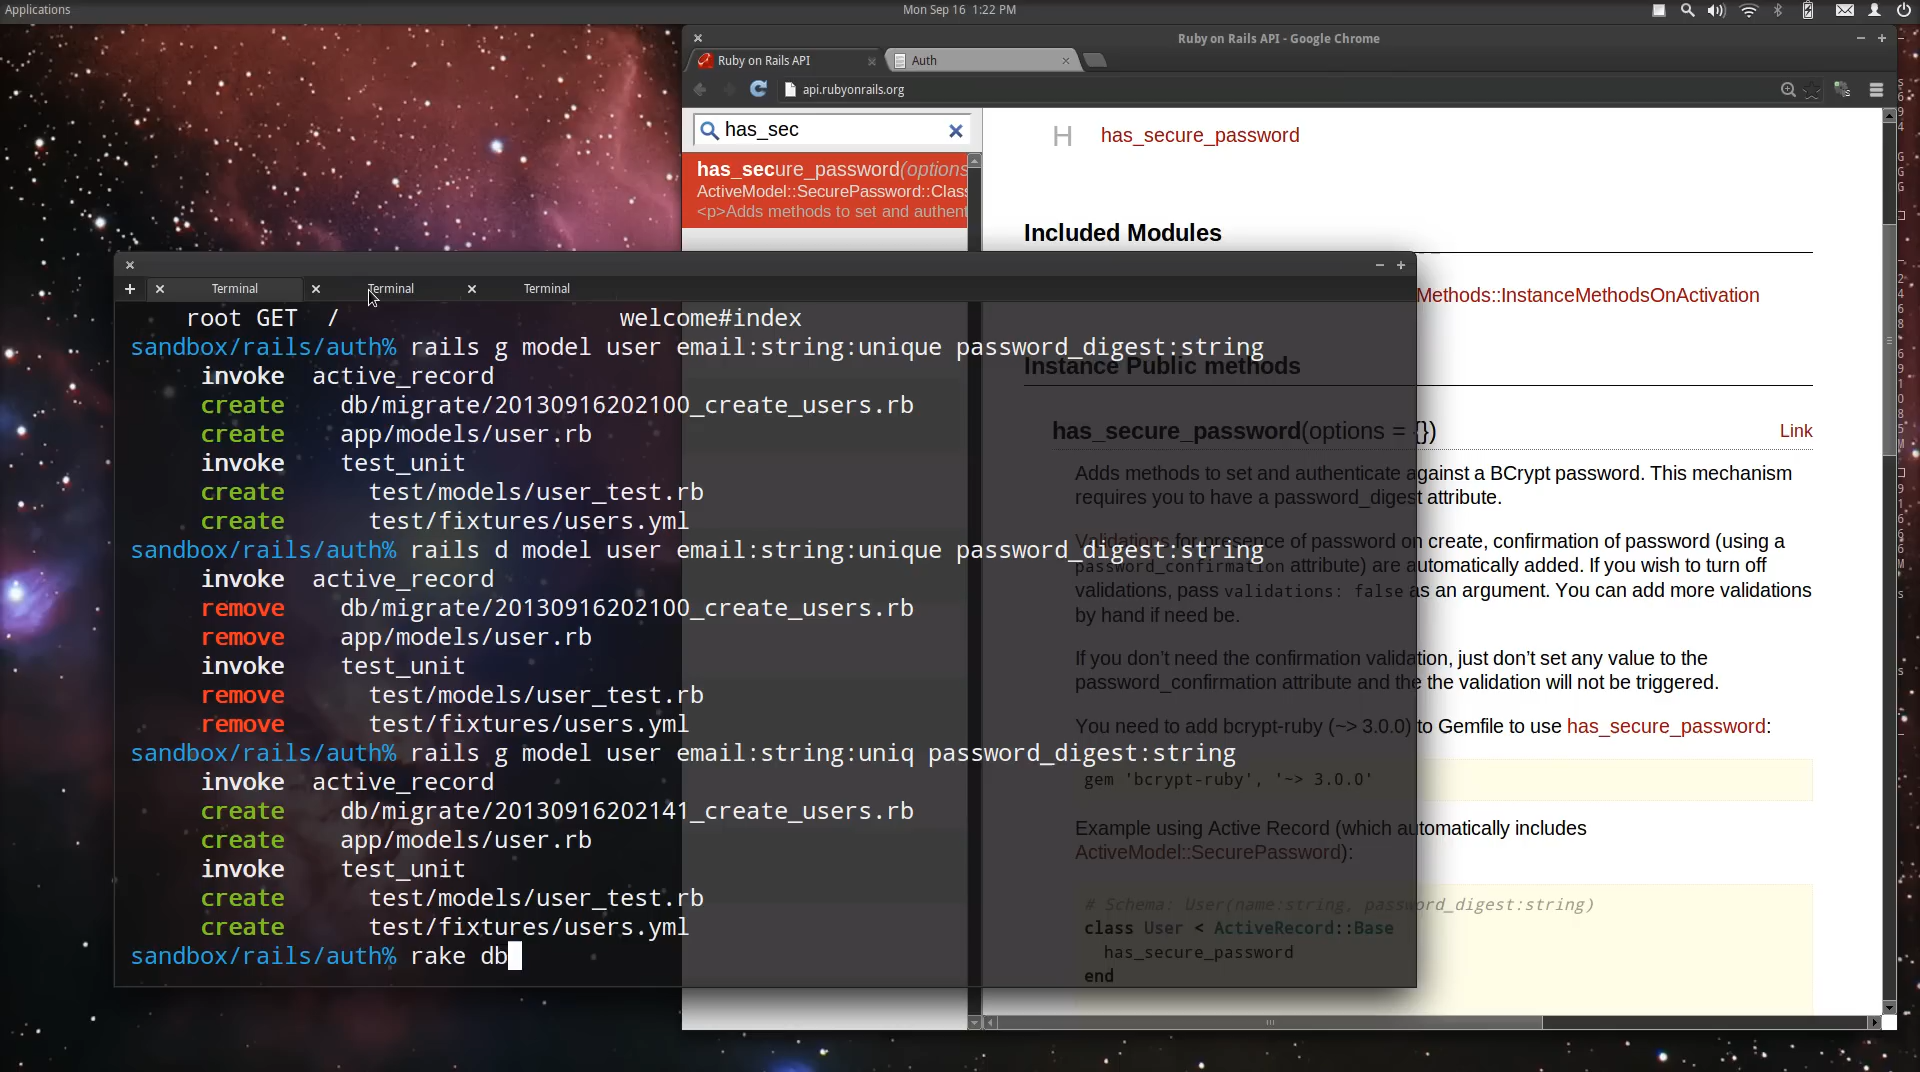 Applications
Mon Sep 16 1:22 PM
Ruby on Rails API - Google Chrome
Ruby on Rails API
Auth
api.rubyonrails.org
has_sec
has_secure_password(options
ActiveModel::SecurePassword::Clas
<p>Adds methods to set and authent
H has_secure_password
Included Modules
Methods::InstanceMethodsOnActivation
Instance Public methods
has_secure_password(options = {})
Link
Adds methods to set and authenticate against a BCrypt password. This mechanism
requires you to have a password_digest attribute.
Validations for presence of password on create, confirmation of password (using a
password_confirmation attribute) are automatically added. If you wish to turn off
validations, pass validations: false as an argument. You can add more validations
by hand if need be.
If you don’t need the confirmation validation, just don’t set any value to the
password_confirmation attribute and the the validation will not be triggered.
You need to add bcrypt-ruby (~> 3.0.0) to Gemfile to use has_secure_password:
gem 'bcrypt-ruby', '~> 3.0.0'
Example using Active Record (which automatically includes
ActiveModel::SecurePassword):
# Schema: User(name:string, password_digest:string)
class User < ActiveRecord::Base
has_secure_password
end
Terminal
Terminal
Terminal
root GET / welcome#index
sandbox/rails/auth% rails g model user email:string:unique password_digest:string
invoke active_record
create db/migrate/20130916202100_create_users.rb
create app/models/user.rb
invoke test_unit
create test/models/user_test.rb
create test/fixtures/users.yml
sandbox/rails/auth% rails d model user email:string:unique password_digest:string
invoke active_record
remove db/migrate/20130916202100_create_users.rb
remove app/models/user.rb
invoke test_unit
remove test/models/user_test.rb
remove test/fixtures/users.yml
sandbox/rails/auth% rails g model user email:string:uniq password_digest:string
invoke active_record
create db/migrate/20130916202141_create_users.rb
create app/models/user.rb
invoke test_unit
create test/models/user_test.rb
create test/fixtures/users.yml
sandbox/rails/auth% rake db